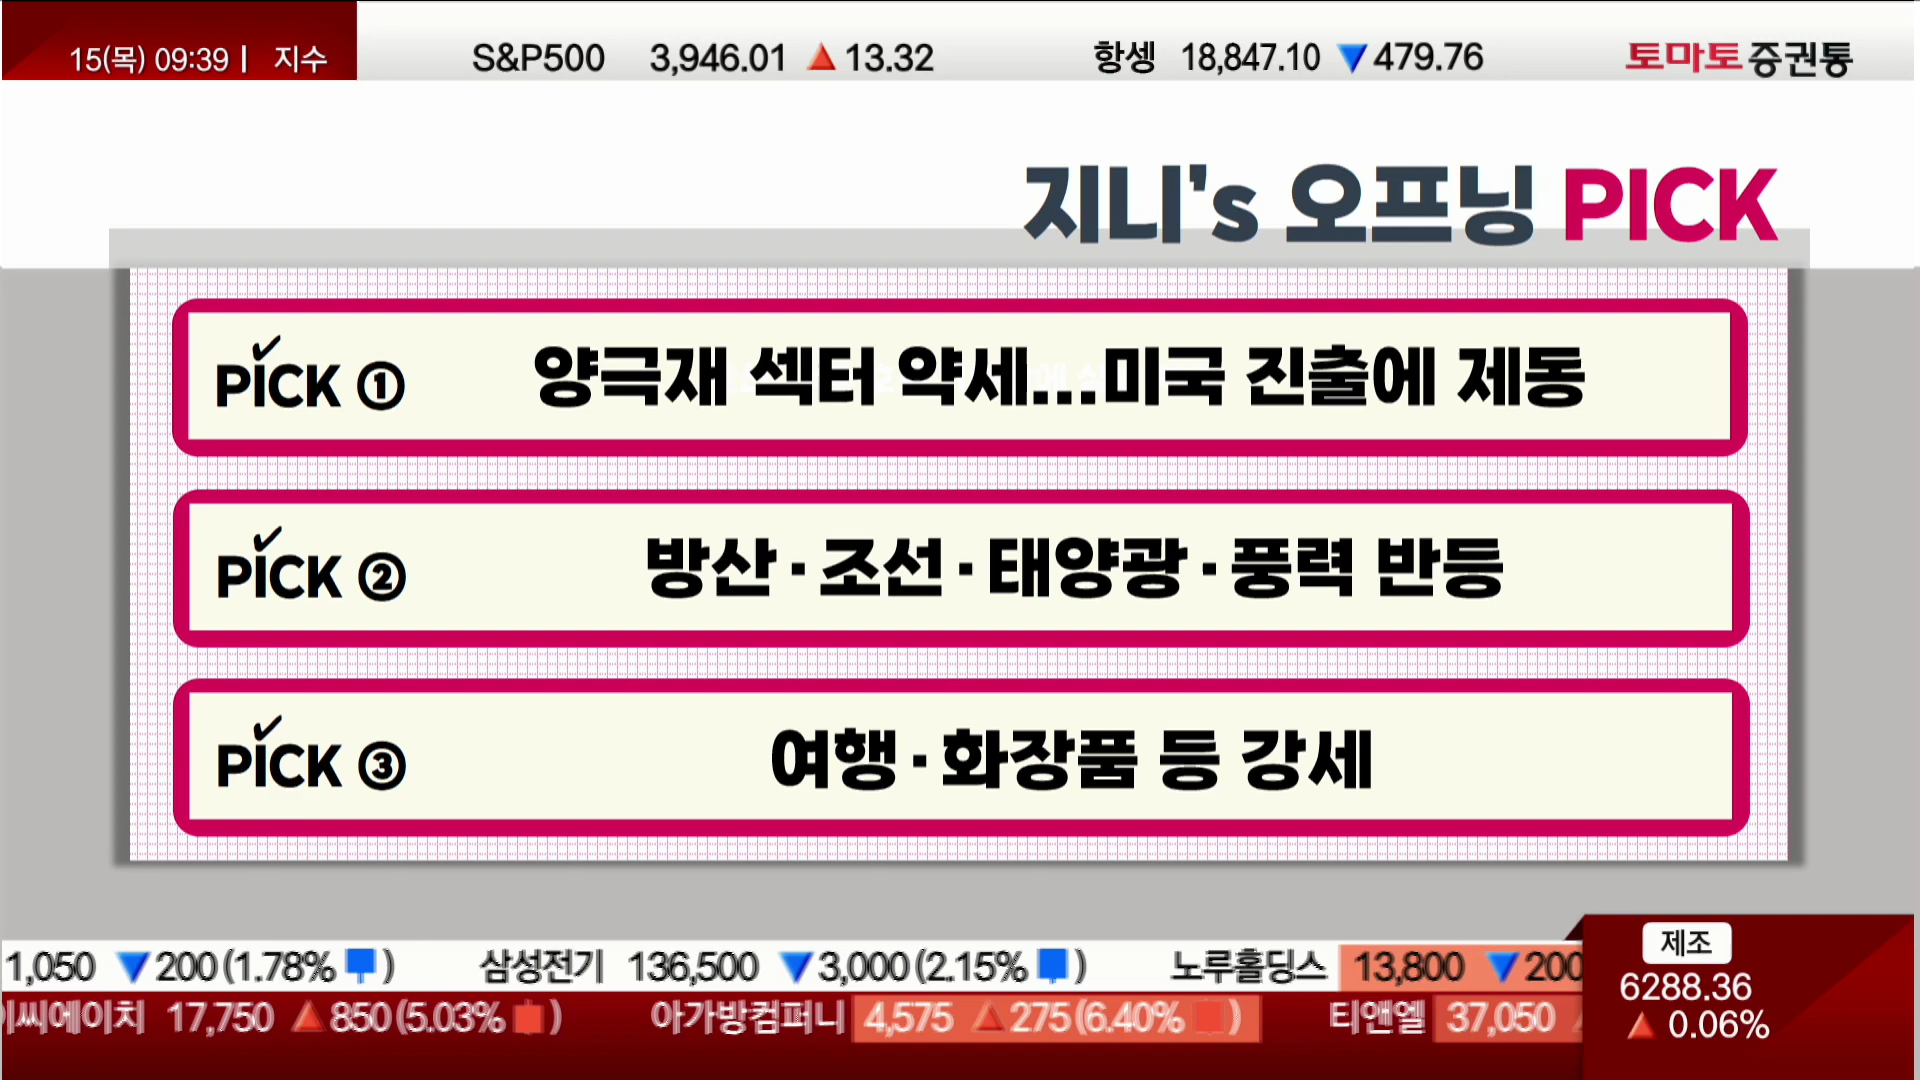 15(목) 09:39 | 지수 S&P500 3,946.01 ▲ 13.32 항셍 18,847.10 ▼ 479.76 토마토증권통
지니's 오프닝 PICK
PICK ① 양극재 섹터 약세...미국 진출에 제동
PICK ② 방산·조선·태양광·풍력 반등
PICK ③ 여행·화장품 등 강세
1,050 ▼ 200 (1.78% ) 삼성전기 136,500 ▼ 3,000 (2.15% ) 노루홀딩스 13,800 ▼ 200
씨에이치 17,750 ▲ 850 (5.03% ) 아가방컴퍼니 4,575 ▲ 275 (6.40% ) 티앤엘 37,050
제조
6288.36
▲ 0.06%